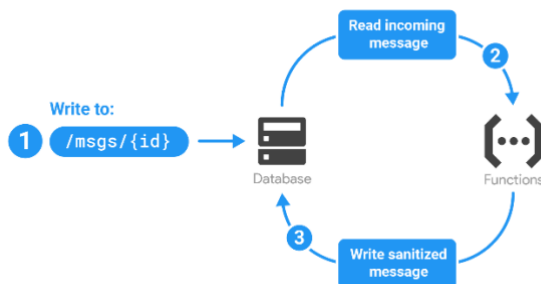 Read incoming
message
2
Write to:
1
/msgs/{id}
Database
Functions
3
Write sanitized
message